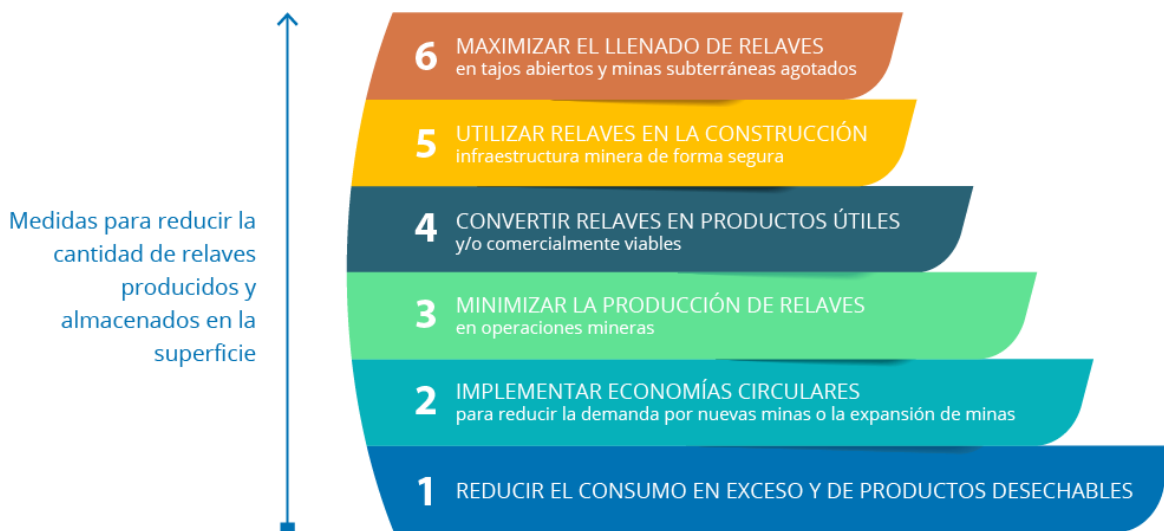 Medidas para reducir la
cantidad de relaves
producidos y
almacenados en la
superficie
6 MAXIMIZAR EL LLENADO DE RELAVES
en tajos abiertos y minas subterráneas agotados
5 UTILIZAR RELAVES EN LA CONSTRUCCIÓN
infraestructura minera de forma segura
4 CONVERTIR RELAVES EN PRODUCTOS ÚTILES
y/o comercialmente viables
3 MINIMIZAR LA PRODUCCIÓN DE RELAVES
en operaciones mineras
2 IMPLEMENTAR ECONOMÍAS CIRCULARES
para reducir la demanda por nuevas minas o la expansión de minas
1 REDUCIR EL CONSUMO EN EXCESO Y DE PRODUCTOS DESECHABLES